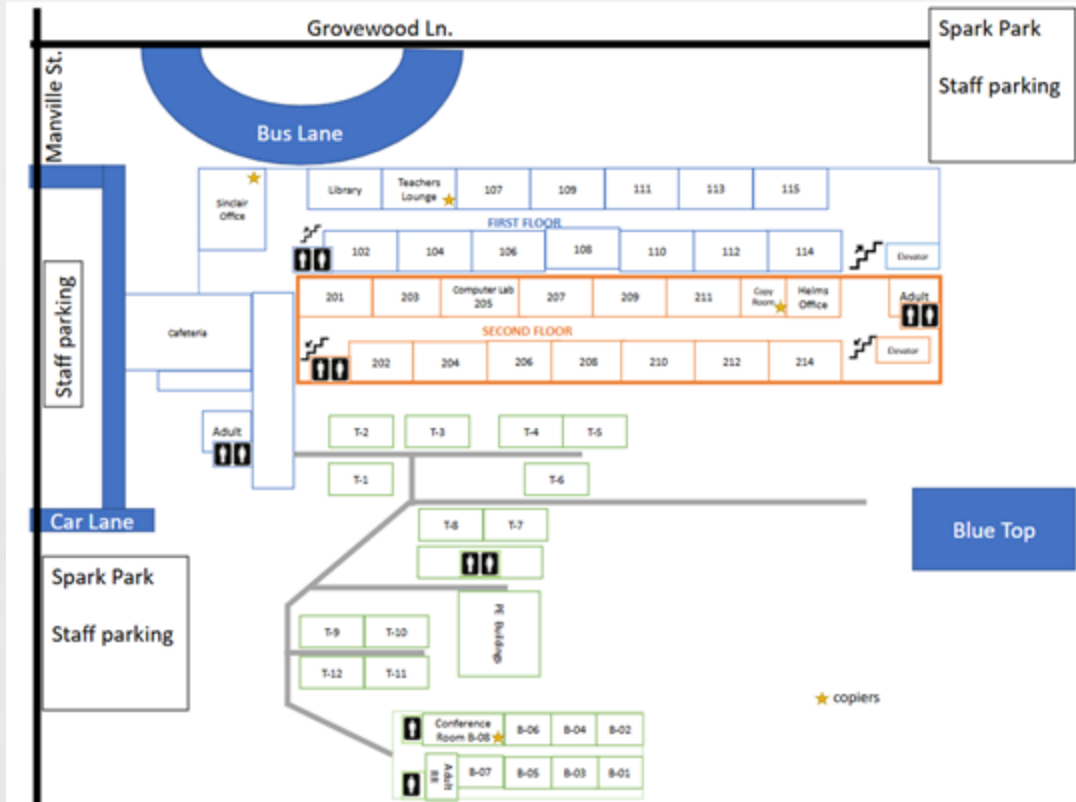 Grovewood Ln.
Spark Park
Staff parking
Manville St.
Bus Lane
Sinclair
Office
Library
Teachers
Lounge
107
109
111
113
115
FIRST FLOOR
102
104
106
108
110
112
114
Elevator
Staff parking
201
203
Computer Lab
205
207
209
211
Copy
Room
Helms
Office
Adult
Cafeteria
SECOND FLOOR
202
204
206
208
210
212
214
Elevator
Adult
T-2
T-3
T-4
T-5
T-1
T-6
Car Lane
T-8
T-7
Blue Top
Spark Park
Staff parking
PE Buildings
T-9
T-10
T-12
T-11
copiers
Conference
Room B-08
B-06
B-04
B-02
Adult
RR
B-07
B-05
B-03
B-01